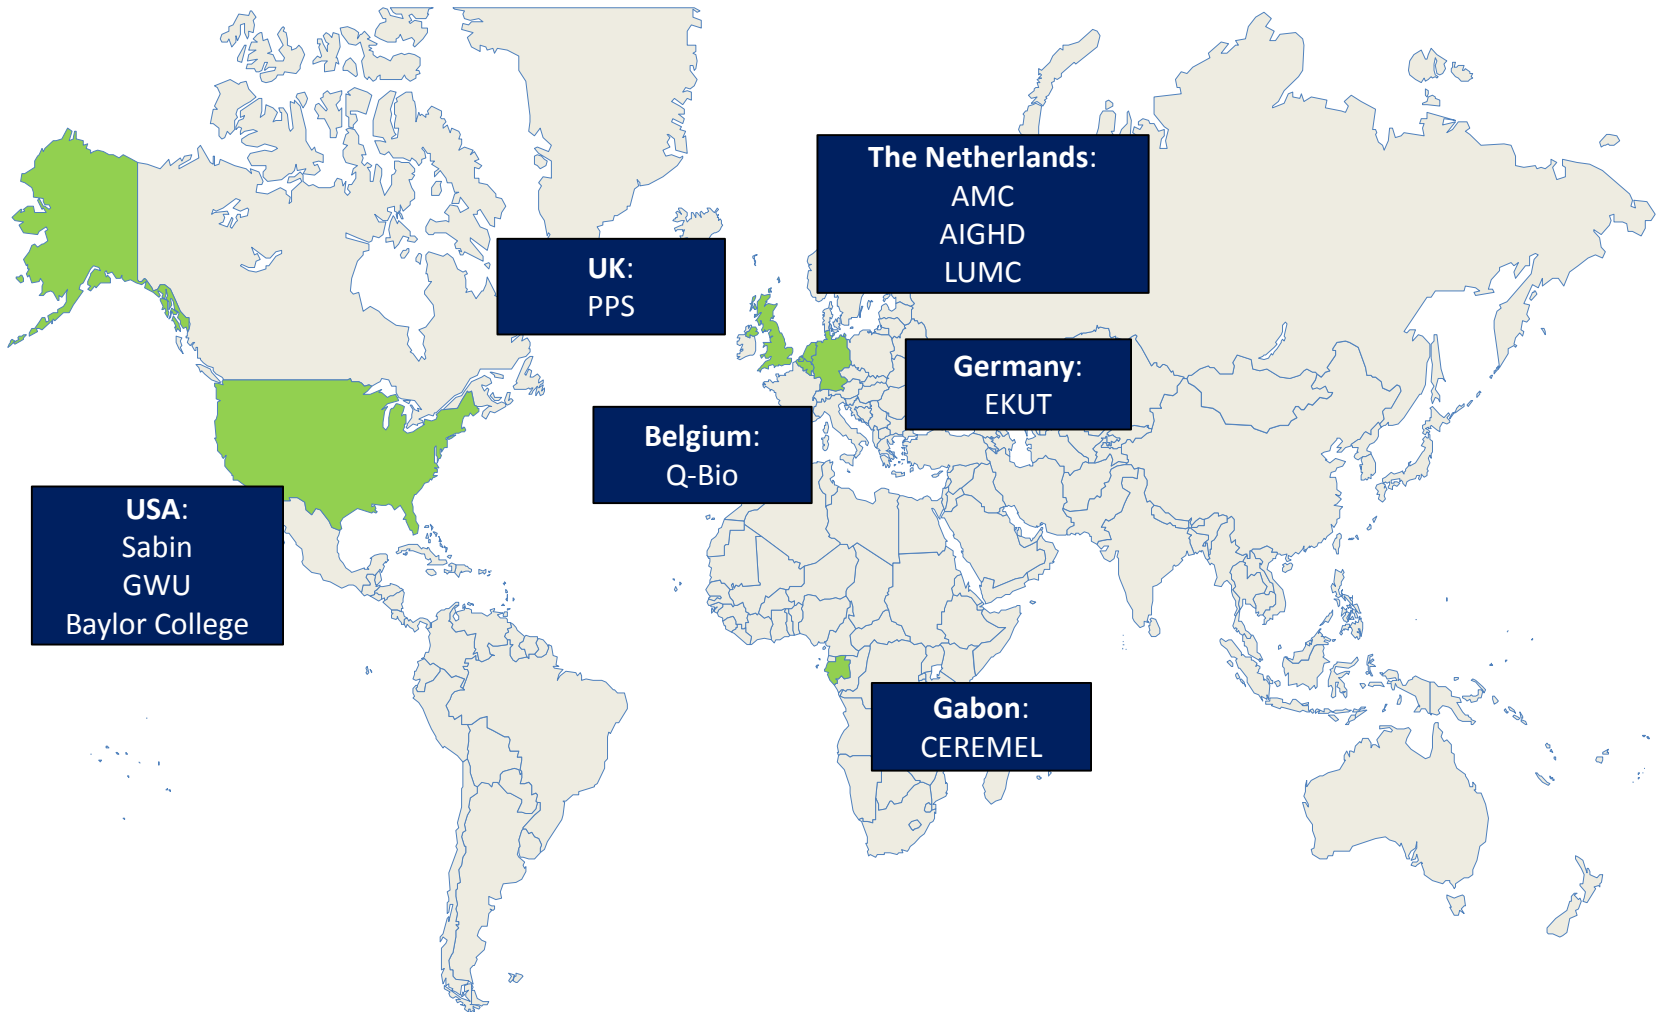 The Netherlands:
AMC
AIGHD
LUMC
UK:
PPS
Germany:
EKUT
Belgium:
Q-Bio
USA:
Sabin
GWU
Baylor College
Gabon:
CEREMEL